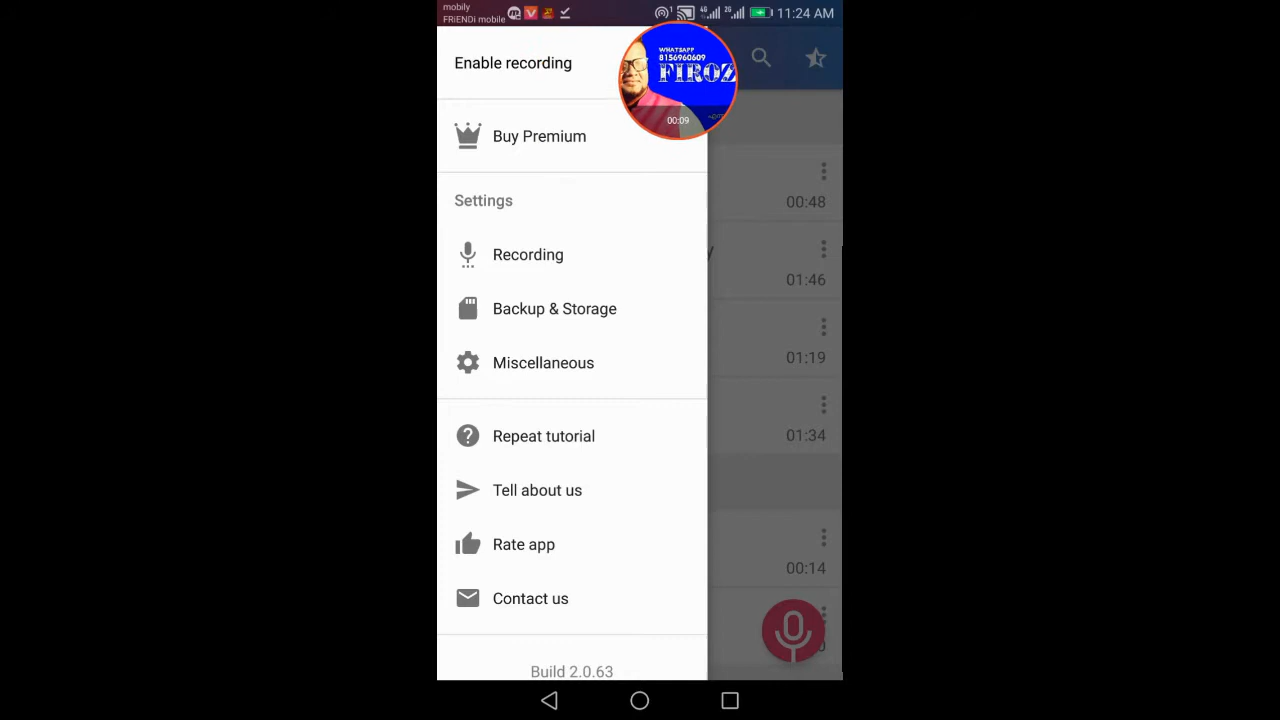 mobily
FRiENDi mobile
4G 2G 11:24 AM
Enable recording
WHATSAPP
8156960609
FIROZ
00:09
Buy Premium
Settings
00:48
Recording
y
01:46
Backup & Storage
Miscellaneous
01:19
Repeat tutorial
01:34
Tell about us
Rate app
00:14
Contact us
Build 2.0.63